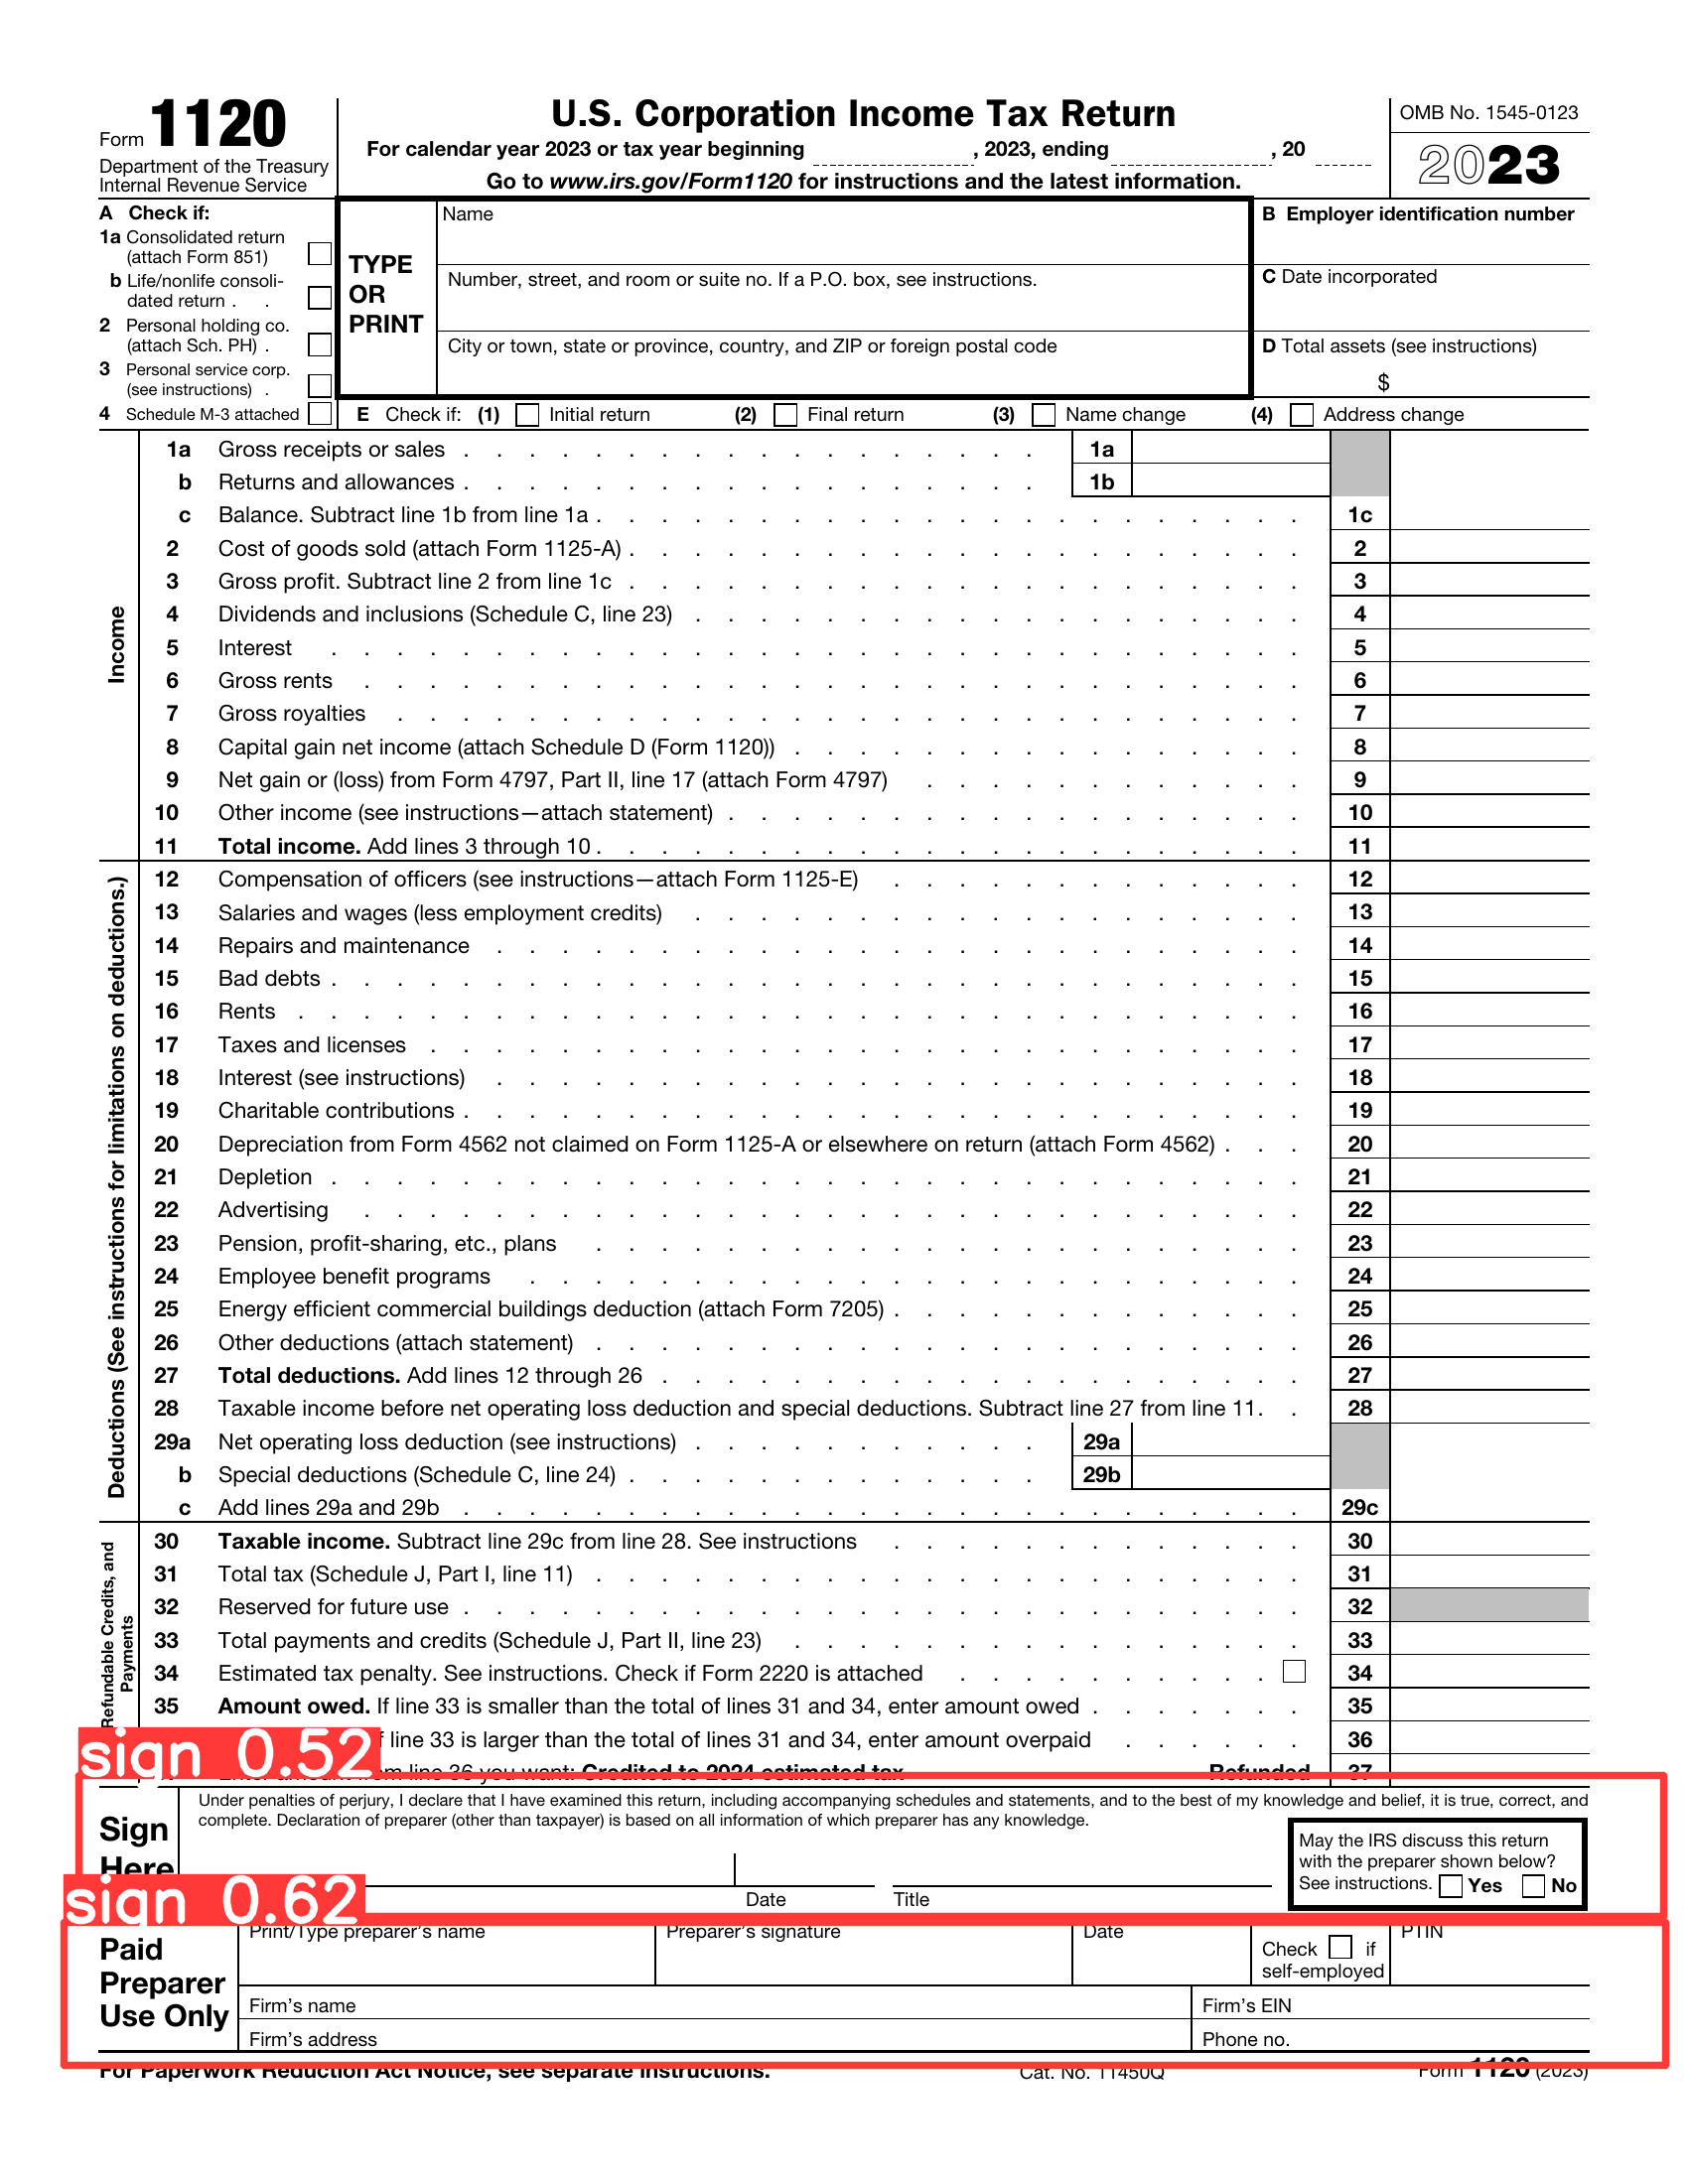 Form 1120
Department of the Treasury
Internal Revenue Service
U.S. Corporation Income Tax Return
For calendar year 2023 or tax year beginning , 2023, ending , 20
Go to www.irs.gov/Form1120 for instructions and the latest information.
OMB No. 1545-0123
2023
A Check if:
1a Consolidated return
(attach Form 851)
b Life/nonlife consoli-
dated return . .
2 Personal holding co.
(attach Sch. PH) .
3 Personal service corp.
(see instructions) .
4 Schedule M-3 attached
TYPE
OR
PRINT
Name
Number, street, and room or suite no. If a P.O. box, see instructions.
City or town, state or province, country, and ZIP or foreign postal code
B Employer identification number
C Date incorporated
D Total assets (see instructions)
$
E Check if: (1) Initial return (2) Final return (3) Name change (4) Address change
Income
1a Gross receipts or sales 1a
b Returns and allowances 1b
c Balance. Subtract line 1b from line 1a 1c
2 Cost of goods sold (attach Form 1125-A) 2
3 Gross profit. Subtract line 2 from line 1c 3
4 Dividends and inclusions (Schedule C, line 23) 4
5 Interest 5
6 Gross rents 6
7 Gross royalties 7
8 Capital gain net income (attach Schedule D (Form 1120)) 8
9 Net gain or (loss) from Form 4797, Part II, line 17 (attach Form 4797) 9
10 Other income (see instructions—attach statement) 10
11 Total income. Add lines 3 through 10 11
Deductions (See instructions for limitations on deductions.)
12 Compensation of officers (see instructions—attach Form 1125-E) 12
13 Salaries and wages (less employment credits) 13
14 Repairs and maintenance 14
15 Bad debts 15
16 Rents 16
17 Taxes and licenses 17
18 Interest (see instructions) 18
19 Charitable contributions 19
20 Depreciation from Form 4562 not claimed on Form 1125-A or elsewhere on return (attach Form 4562) 20
21 Depletion 21
22 Advertising 22
23 Pension, profit-sharing, etc., plans 23
24 Employee benefit programs 24
25 Energy efficient commercial buildings deduction (attach Form 7205) 25
26 Other deductions (attach statement) 26
27 Total deductions. Add lines 12 through 26 27
28 Taxable income before net operating loss deduction and special deductions. Subtract line 27 from line 11 28
29a Net operating loss deduction (see instructions) 29a
b Special deductions (Schedule C, line 24) 29b
c Add lines 29a and 29b 29c
Refundable Credits, and
Payments
30 Taxable income. Subtract line 29c from line 28. See instructions 30
31 Total tax (Schedule J, Part I, line 11) 31
32 Reserved for future use 32
33 Total payments and credits (Schedule J, Part II, line 23) 33
34 Estimated tax penalty. See instructions. Check if Form 2220 is attached 34
35 Amount owed. If line 33 is smaller than the total of lines 31 and 34, enter amount owed 35
sign 0.52
line 33 is larger than the total of lines 31 and 34, enter amount overpaid 36
line 36 you want: Credited to 2024 estimated tax Refunded 37
Sign
Here
Under penalties of perjury, I declare that I have examined this return, including accompanying schedules and statements, and to the best of my knowledge and belief, it is true, correct, and
complete. Declaration of preparer (other than taxpayer) is based on all information of which preparer has any knowledge.
Date Title
May the IRS discuss this return
with the preparer shown below?
See instructions. Yes No
sign 0.62
Paid
Preparer
Use Only
Print/Type preparer's name Preparer's signature Date
Check if
self-employed
PTIN
Firm's name Firm's EIN
Firm's address Phone no.
For Paperwork Reduction Act Notice, see separate instructions. Cat. No. 11450Q Form 1120 (2023)